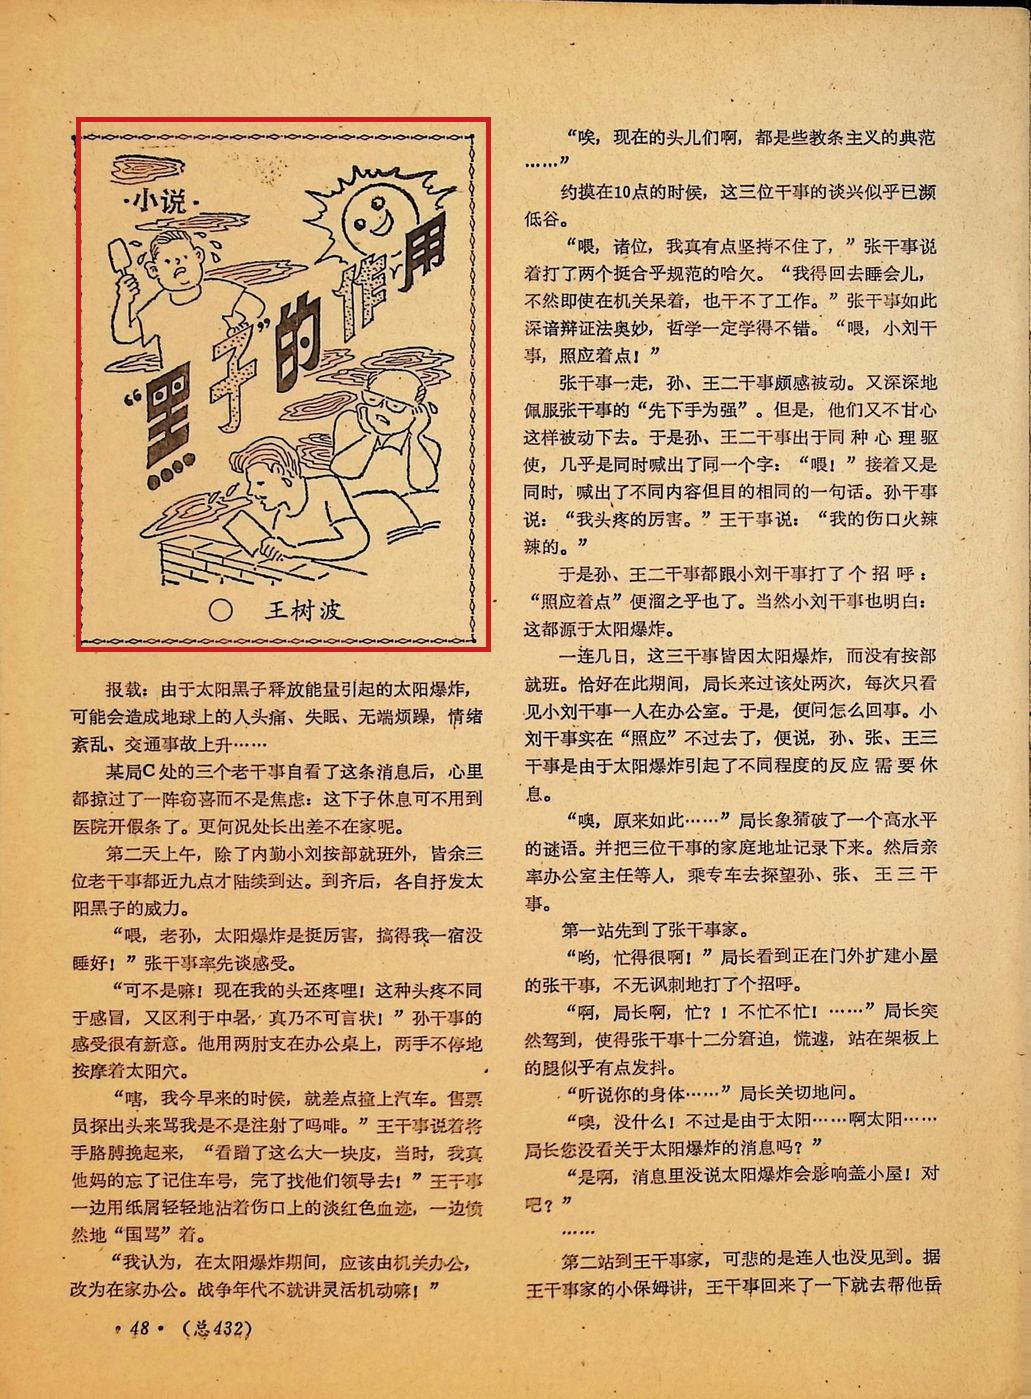 ·小说·
“黑子”的作用
○ 王树波
报载：由于太阳黑子释放能量引起的太阳爆炸，
可能会造成地球上的人头痛、失眠、无端烦躁，情绪
紊乱、交通事故上升……
某局C处的三个老干事自看了这条消息后，心里
都掠过了一阵窃喜而不是焦虑：这下子休息可不用到
医院开假条了。更何况处长出差不在家呢。
第二天上午，除了内勤小刘按部就班外，皆余三
位老干事都近九点才陆续到达。到齐后，各自抒发太
阳黑子的威力。
“喂，老孙，太阳爆炸是挺厉害，搞得我一宿没
睡好！”张干事率先谈感受。
“可不是嘛！现在我的头还疼哩！这种头疼不同
于感冒，又区利于中暑，真乃不可言状！”孙干事的
感受很有新意。他用两肘支在办公桌上，两手不停地
按摩着太阳穴。
“嗐，我今早来的时候，就差点撞上汽车。售票
员探出头来骂我是不是注射了吗啡。”王干事说着将
手胳膊挽起来，“看蹭了这么大一块皮，当时，我真
他妈的忘了记住车号，完了找他们领导去！”王干事
一边用纸屑轻轻地沾着伤口上的淡红色血迹，一边愤
然地“国骂”着。
“我认为，在太阳爆炸期间，应该由机关办公，
改为在家办公。战争年代不就讲灵活机动嘛！”
· 48 · (总432)
“唉，现在的头儿们啊，都是些教条主义的典范
……”
约摸在10点的时候，这三位干事的谈兴似乎已濒
低谷。
“喂，诸位，我真有点坚持不住了，”张干事说
着打了两个挺合乎规范的哈欠。“我得回去睡会儿，
不然即使在机关呆着，也干不了工作。”张干事如此
深谙辩证法奥妙，哲学一定学得不错。“喂，小刘干
事，照应着点！”
张干事一走，孙、王二干事颇感被动。又深深地
佩服张干事的“先下手为强”。但是，他们又不甘心
这样被动下去。于是孙、王二干事出于同种心理驱
使，几乎是同时喊出了同一个字：“喂！”接着又是
同时，喊出了不同内容但目的相同的一句话。孙干事
说：“我头疼的厉害。”王干事说：“我的伤口火辣
辣的。”
于是孙、王二干事都跟小刘干事打了个招呼：
“照应着点”便溜之乎也了。当然小刘干事也明白：
这都源于太阳爆炸。
一连几日，这三干事皆因太阳爆炸，而没有按部
就班。恰好在此期间，局长来过该处两次，每次只看
见小刘干事一人在办公室。于是，便问怎么回事。小
刘干事实在“照应”不过去了，便说，孙、张、王三
干事是由于太阳爆炸引起了不同程度的反应需要休
息。
“噢，原来如此……”局长象猜破了一个高水平
的谜语。并把三位干事的家庭地址记录下来。然后亲
率办公室主任等人，乘专车去探望孙、张、王三干
事。
第一站先到了张干事家。
“哟，忙得很啊！”局长看到正在门外扩建小屋
的张干事，不无讽刺地打了个招呼。
“啊，局长啊，忙？！不忙不忙！……”局长突
然驾到，使得张干事十二分窘迫，慌遽，站在架板上
的腿似乎有点发抖。
“听说你的身体……”局长关切地问。
“噢，没什么！不过是由于太阳……啊太阳……
局长您没看关于太阳爆炸的消息吗？”
“是啊，消息里没说太阳爆炸会影响盖小屋！对
吧？”
……
第二站到王干事家，可悲的是连人也没见到。据
王干事家的小保姆讲，王干事回来了一下就去帮他岳